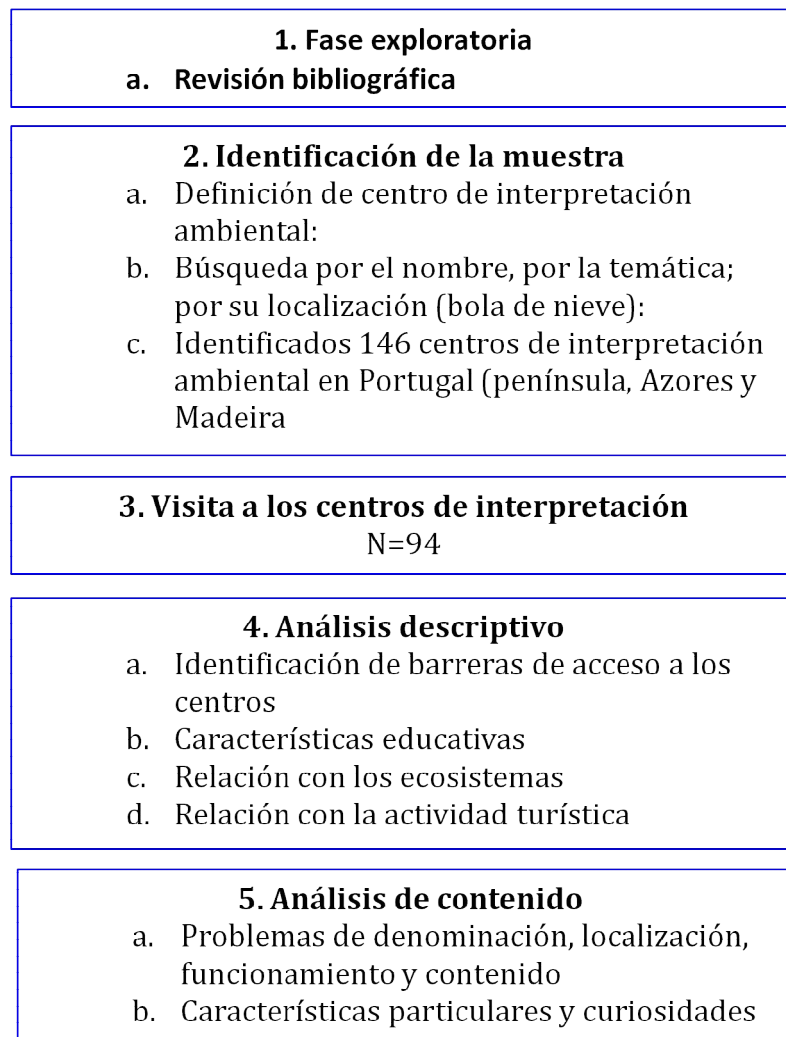 1. Fase exploratoria
a. Revisión bibliográfica
2. Identificación de la muestra
a. Definición de centro de interpretación
ambiental:
b. Búsqueda por el nombre, por la temática;
por su localización (bola de nieve):
c. Identificados 146 centros de interpretación
ambiental en Portugal (península, Azores y
Madeira
3. Visita a los centros de interpretación
N=94
4. Análisis descriptivo
a. Identificación de barreras de acceso a los
centros
b. Características educativas
c. Relación con los ecosistemas
d. Relación con la actividad turística
5. Análisis de contenido
a. Problemas de denominación, localización,
funcionamiento y contenido
b. Características particulares y curiosidades